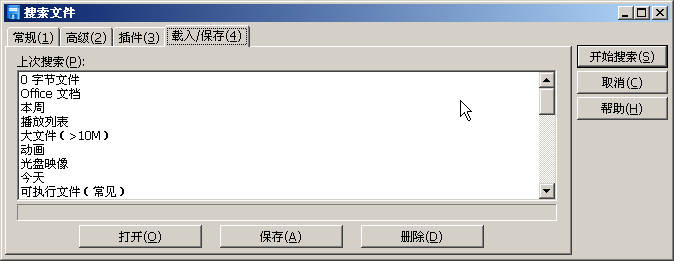 搜索文件
常规(1) 高级(2) 插件(3) 載入/保存(4)
上次搜索(P):
0 字节文件
Office 文档
本周
播放列表
大文件(>10M)
动画
光盘映像
今天
可执行文件(常见)
打开(O) 保存(A) 删除(D)
开始搜索(S)
取消(C)
帮助(H)